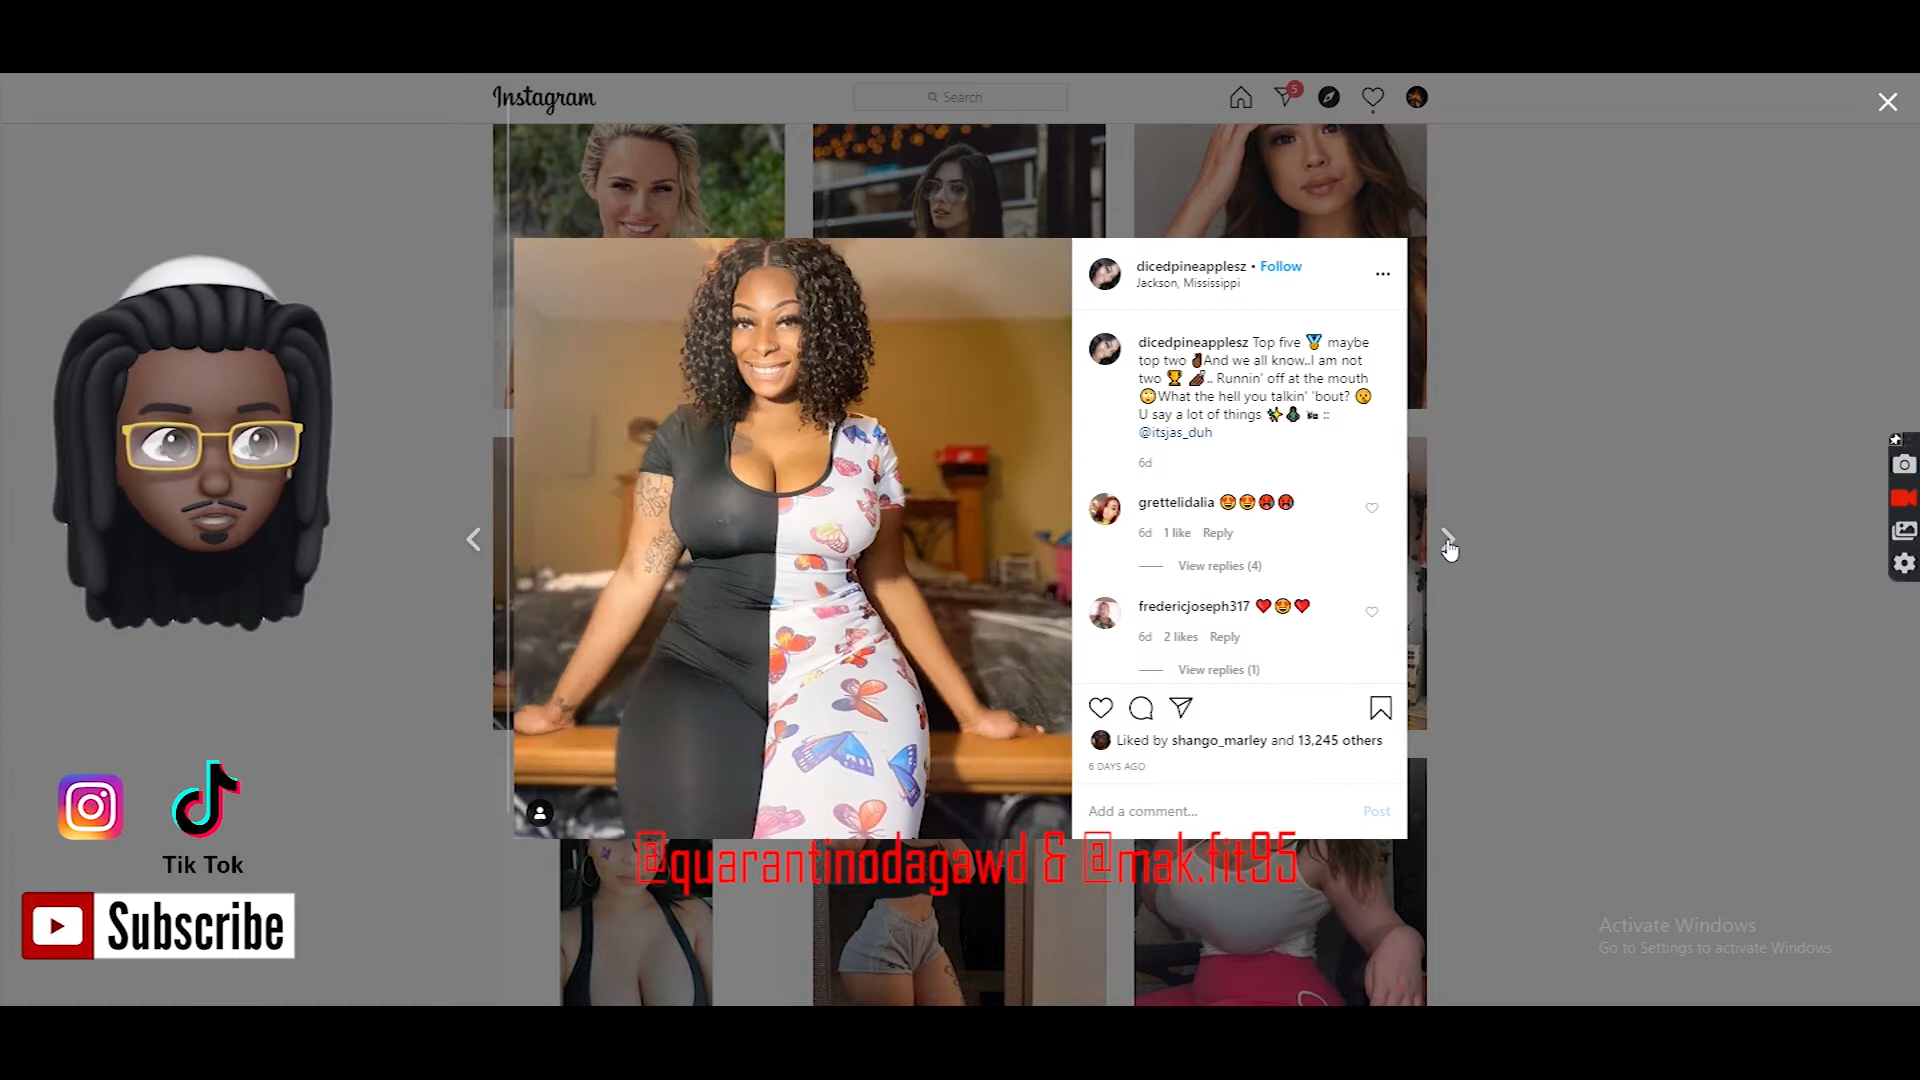 Instagram
Search
5
dicedpineapplesz • Follow
Jackson, Mississippi
dicedpineapplesz Top five 🏅 maybe
top two And we all know..I am not
two 🏆 💅🏿.. Runnin' off at the mouth
🙄What the hell you talkin' 'bout?
U say a lot of things ✨ ::
@itsjas_duh
6d
grettelidalia 😍😍🥵🥵
6d 1 like Reply
View replies (4)
fredericjoseph317 ❤️😍❤️
6d 2 likes Reply
View replies (1)
Liked by shango_marley and 13,245 others
6 DAYS AGO
Add a comment... Post
Tik Tok
@quarantinodagawd & @mak.fit95
Subscribe
Activate Windows
Go to Settings to activate Windows